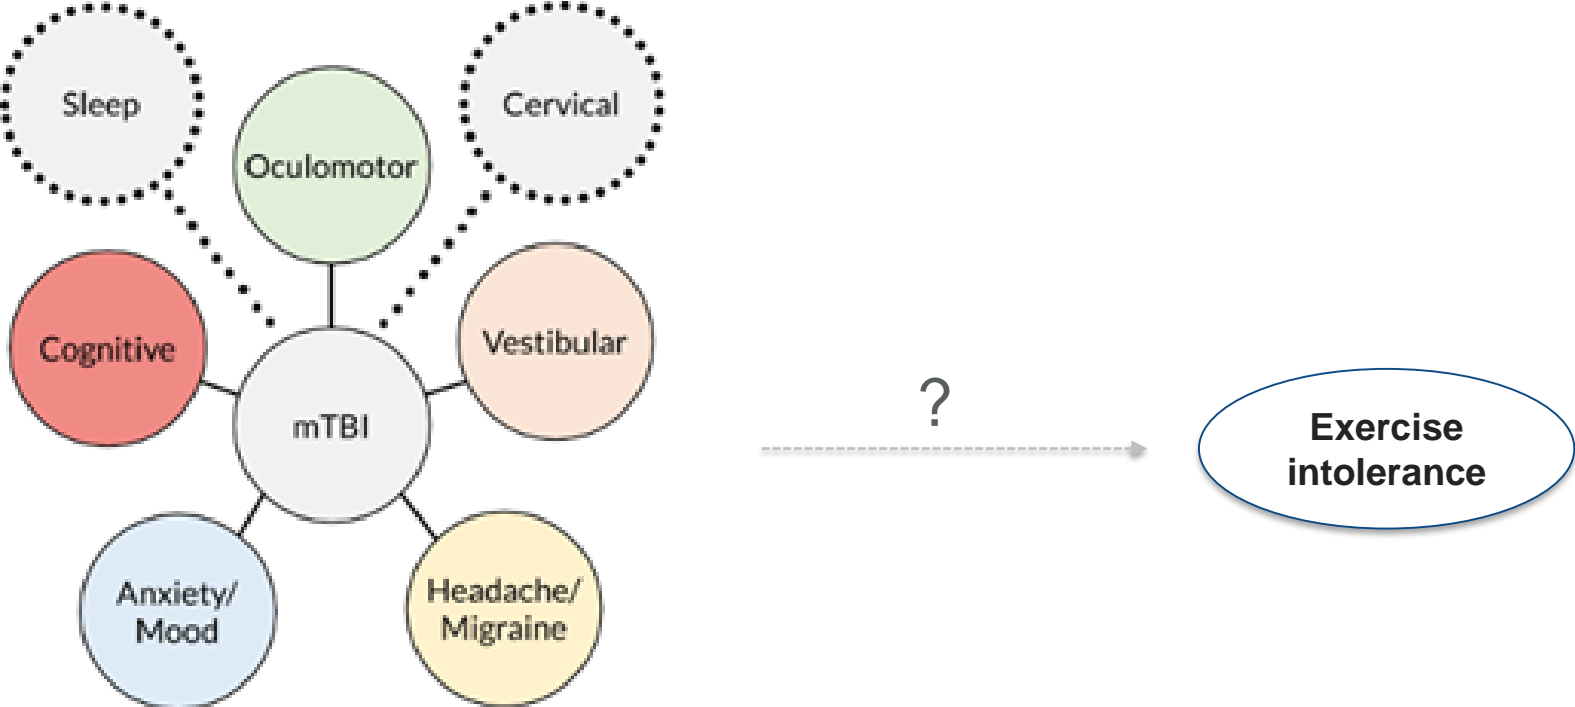 Sleep
Cervical
Oculomotor
Cognitive
Vestibular
mTBI
?
Exercise
intolerance
Anxiety/
Mood
Headache/
Migraine